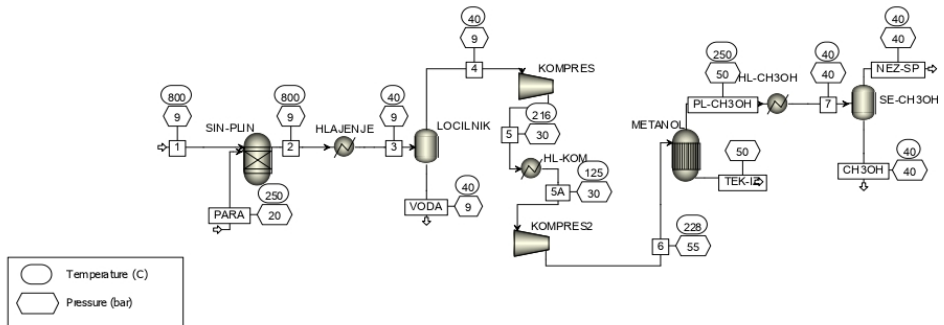 40
9
4
KOMPRES
800
9
1
SIN-PLIN
800
9
2
HLAJENJE
40
9
3
LOCILNIK
216
30
5
HL-KOM
125
30
5A
PARA
250
20
VODA
40
9
KOMPRES2
228
55
6
METANOL
250
50
PL-CH3OH
HL-CH3OH
40
40
7
40
40
NEZ-SP
SE-CH3OH
50
CH3OH
40
40
Temperature (C)
Pressure (bar)